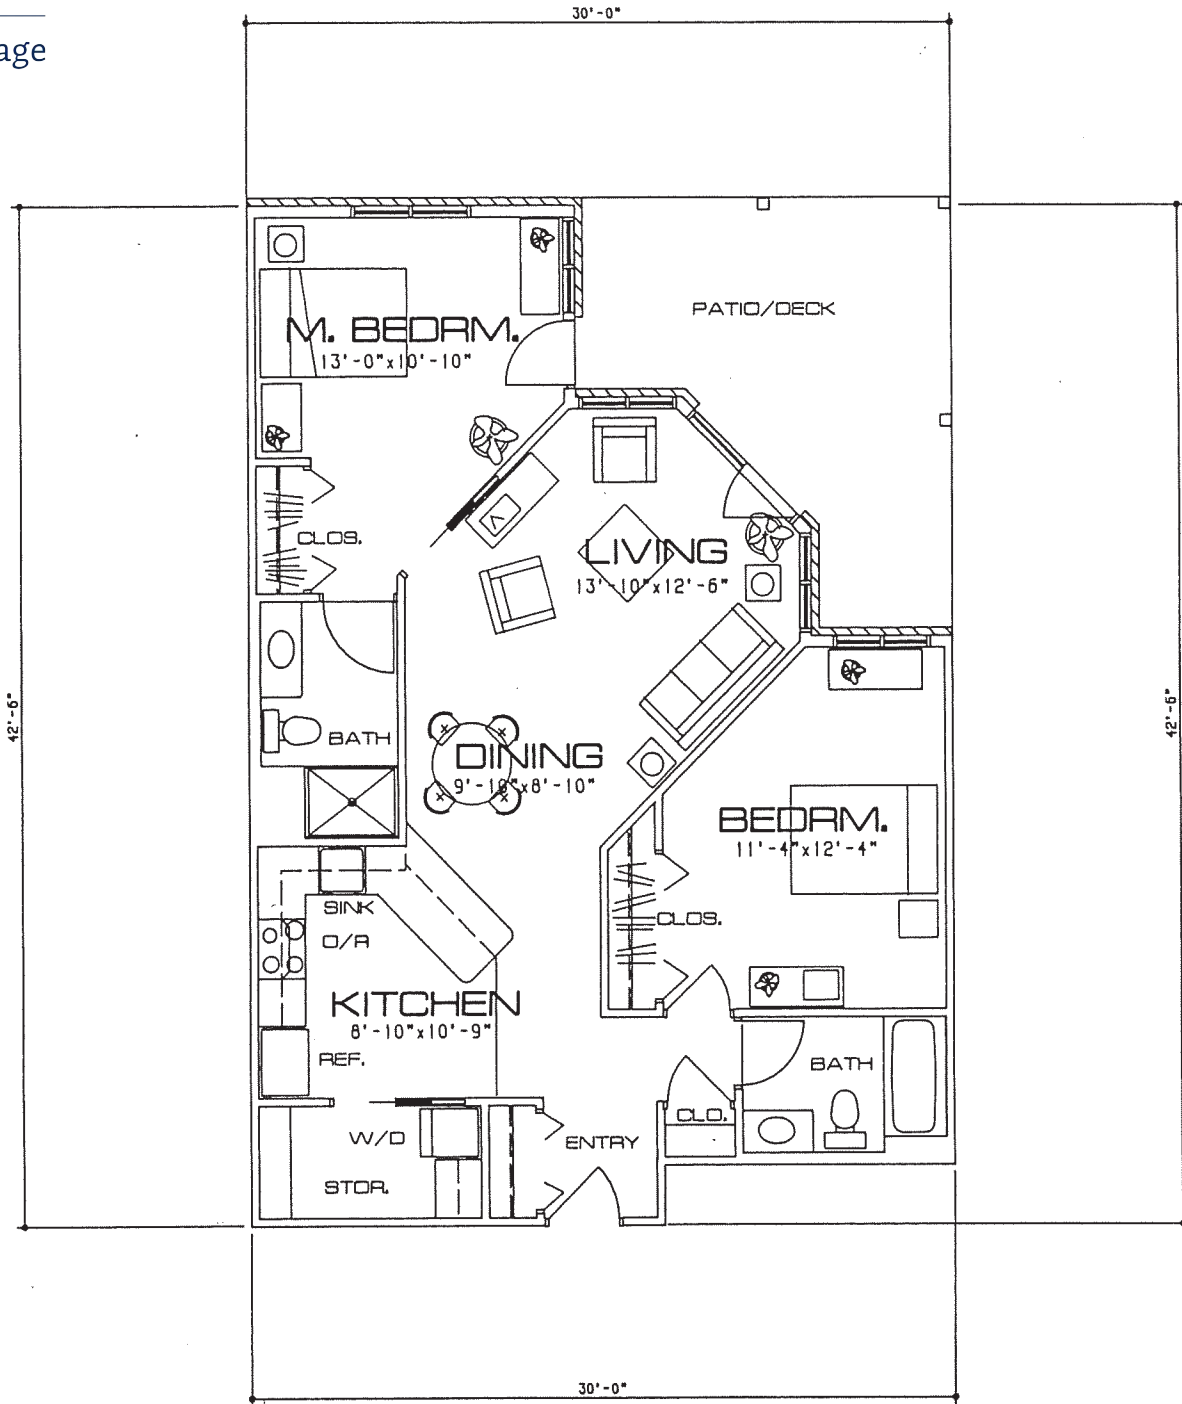 age
30'-0"
PATIO/DECK
M. BEDRM.
13'-0"x10'-10"
CLOS.
LIVING
13'-10"x12'-6"
42'-6"
42'-6"
BATH
DINING
9'-10"x8'-10"
BEDRM.
11'-4"x12'-4"
SINK
CLOS.
O/R
KITCHEN
8'-10"x10'-9"
REF.
BATH
CLO.
W/D
ENTRY
STOR.
30'-0"